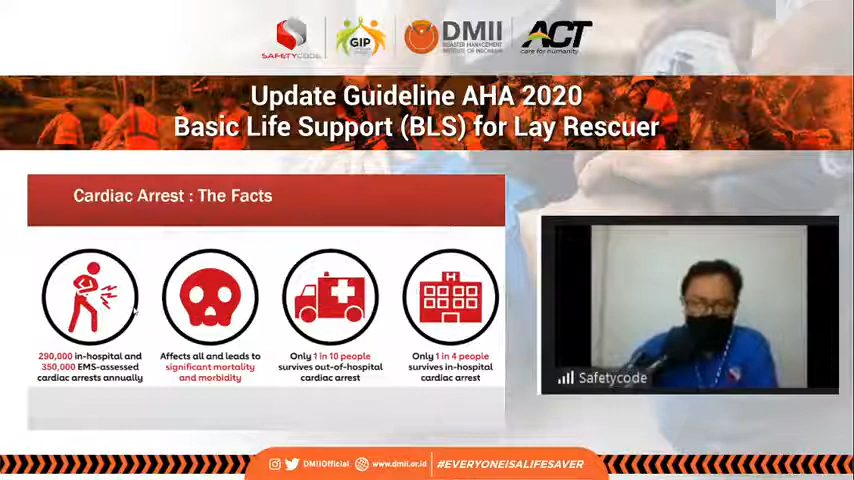 SAFETYCODE
GIP
DMII
DISASTER MANAGEMENT
INSTITUTE OF INDONESIA
ACT
care for humanity
Update Guideline AHA 2020
Basic Life Support (BLS) for Lay Rescuer
Cardiac Arrest : The Facts
H
290,000 in-hospital and
350,000 EMS-assessed
cardiac arrests annually
Affects all and leads to
significant mortality
and morbidity
Only 1 in 10 people
survives out-of-hospital
cardiac arrest
Only 1 in 4 people
survives in-hospital
cardiac arrest
Safetycode
DMIIOfficial
www.dmii.or.id
#EVERYONEISALIFESAVER